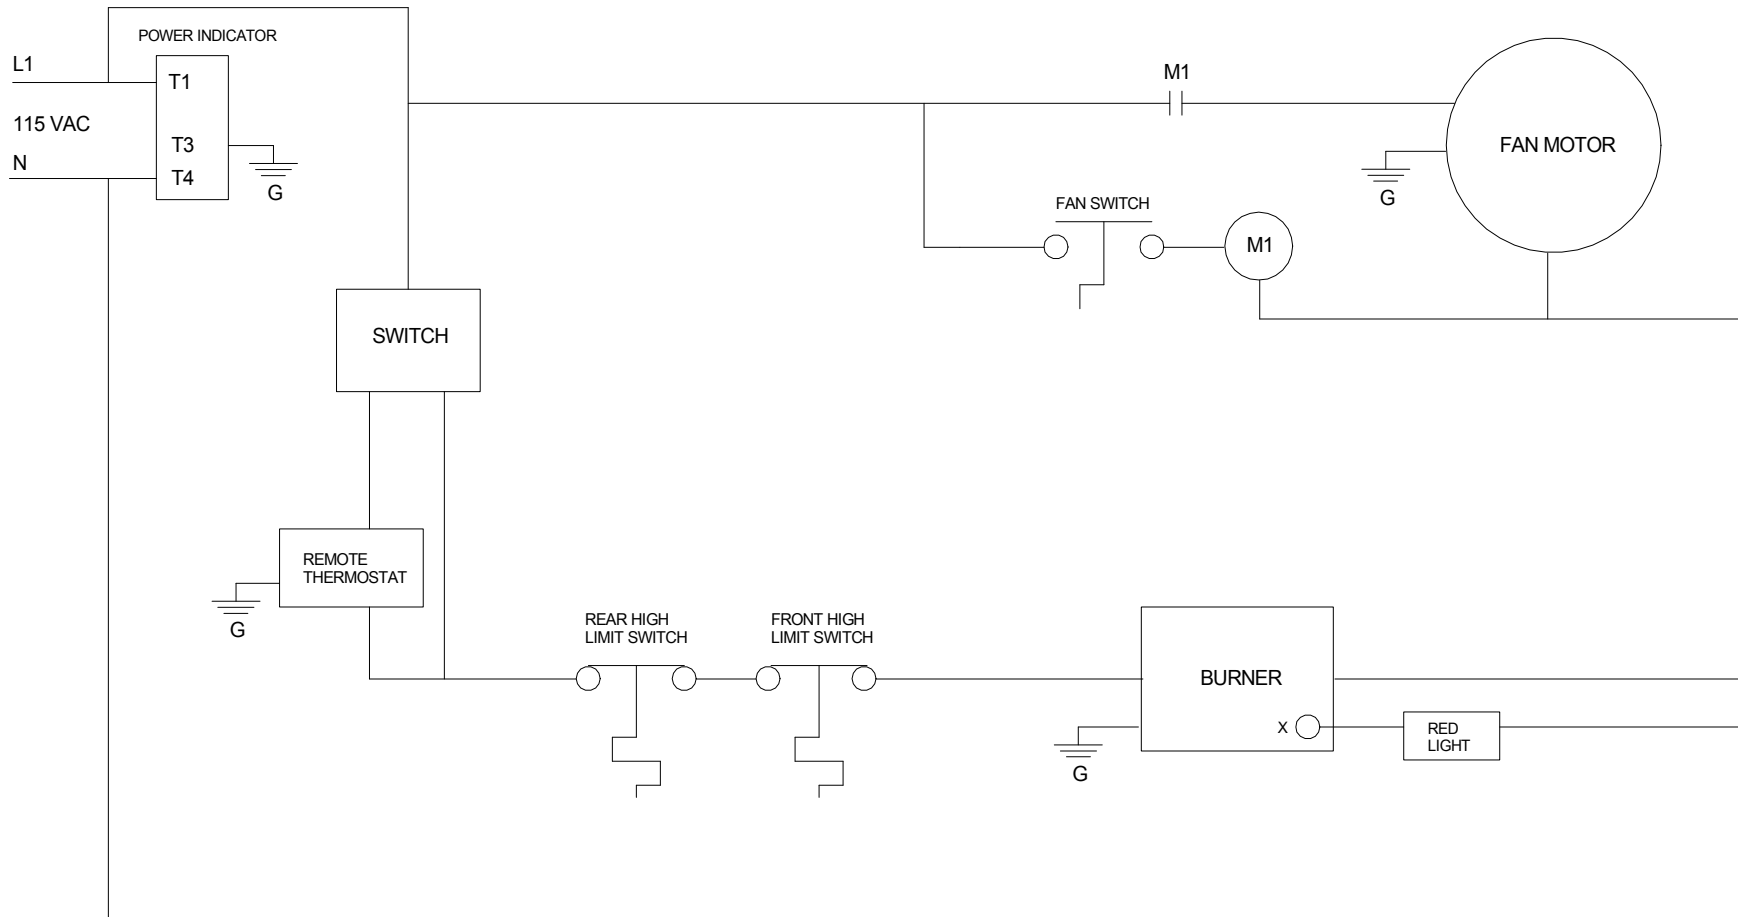 POWER INDICATOR
L1
T1
115 VAC
T3
N
T4
G
M1
FAN MOTOR
G
FAN SWITCH
M1
SWITCH
REMOTE
THERMOSTAT
G
REAR HIGH
LIMIT SWITCH
FRONT HIGH
LIMIT SWITCH
BURNER
X
RED
LIGHT
G